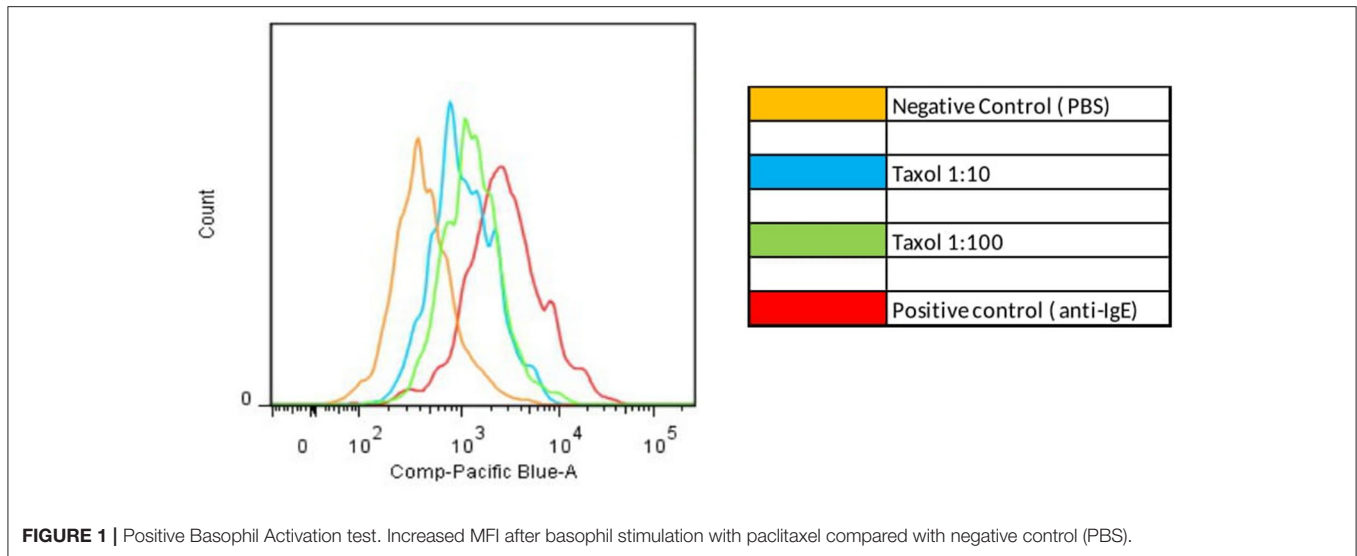 Count
0
0 10^2 10^3 10^4 10^5
Comp-Pacific Blue-A
Negative Control ( PBS)
Taxol 1:10
Taxol 1:100
Positive control ( anti-IgE)
FIGURE 1 | Positive Basophil Activation test. Increased MFI after basophil stimulation with paclitaxel compared with negative control (PBS).